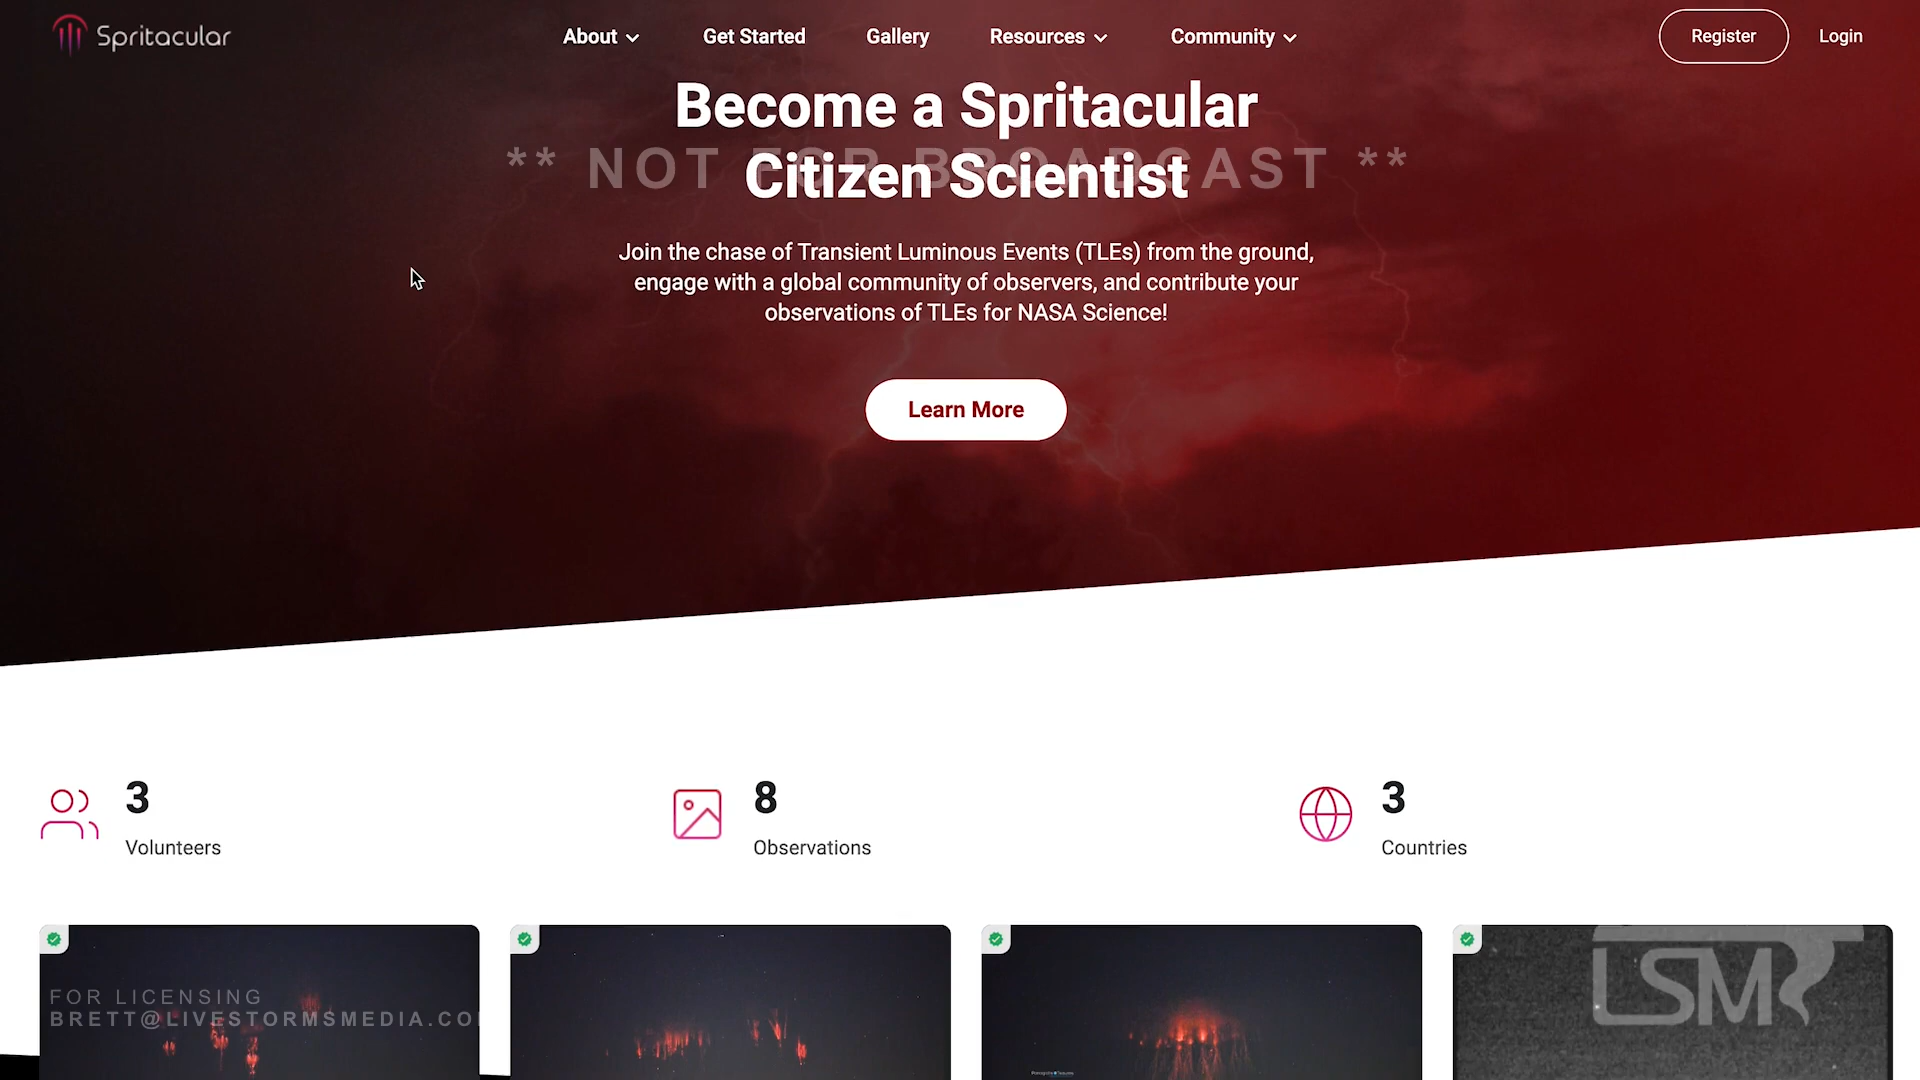 Spritacular
About
Get Started
Gallery
Resources
Community
Register
Login
Become a Spritacular
Citizen Scientist
** NOT FOR BROADCAST **
Join the chase of Transient Luminous Events (TLEs) from the ground,
engage with a global community of observers, and contribute your
observations of TLEs for NASA Science!
Learn More
3
Volunteers
8
Observations
3
Countries
FOR LICENSING
BRETT@LIVESTORMSMEDIA.CO
LSM